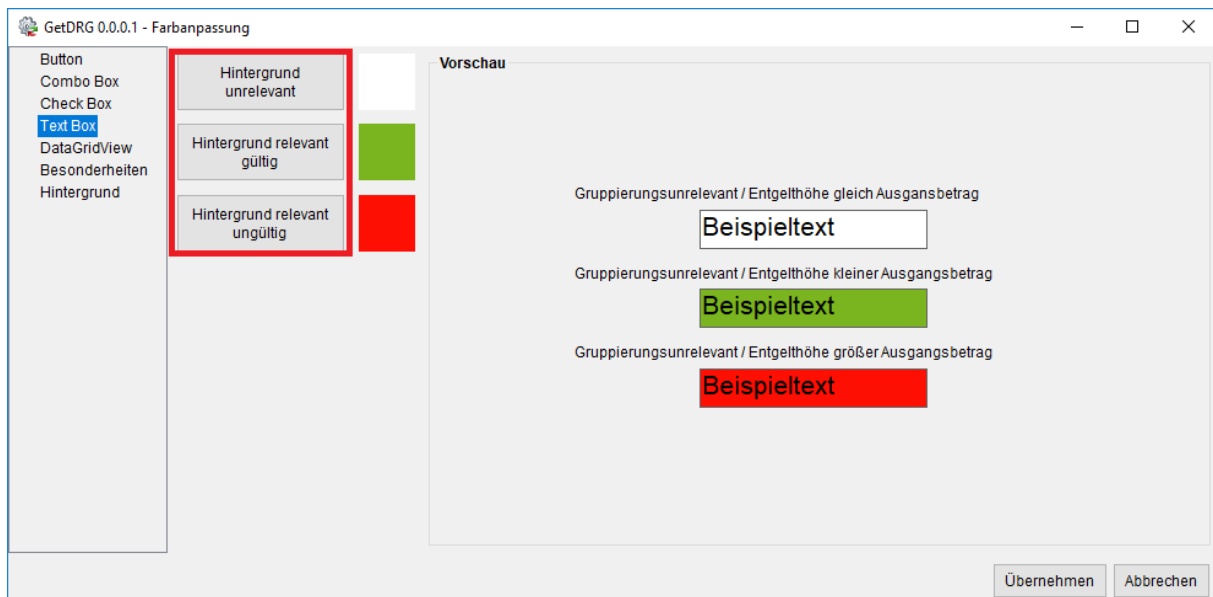 GetDRG 0.0.0.1 - Farbanpassung
Button
Combo Box
Check Box
Text Box
DataGridView
Besonderheiten
Hintergrund
Hintergrund
unrelevant
Hintergrund relevant
gültig
Hintergrund relevant
ungültig
Vorschau
Gruppierungsunrelevant / Entgelthöhe gleich Ausgansbetrag
Beispieltext
Gruppierungsunrelevant / Entgelthöhe kleiner Ausgangsbetrag
Beispieltext
Gruppierungsunrelevant / Entgelthöhe größer Ausgangsbetrag
Beispieltext
Übernehmen
Abbrechen